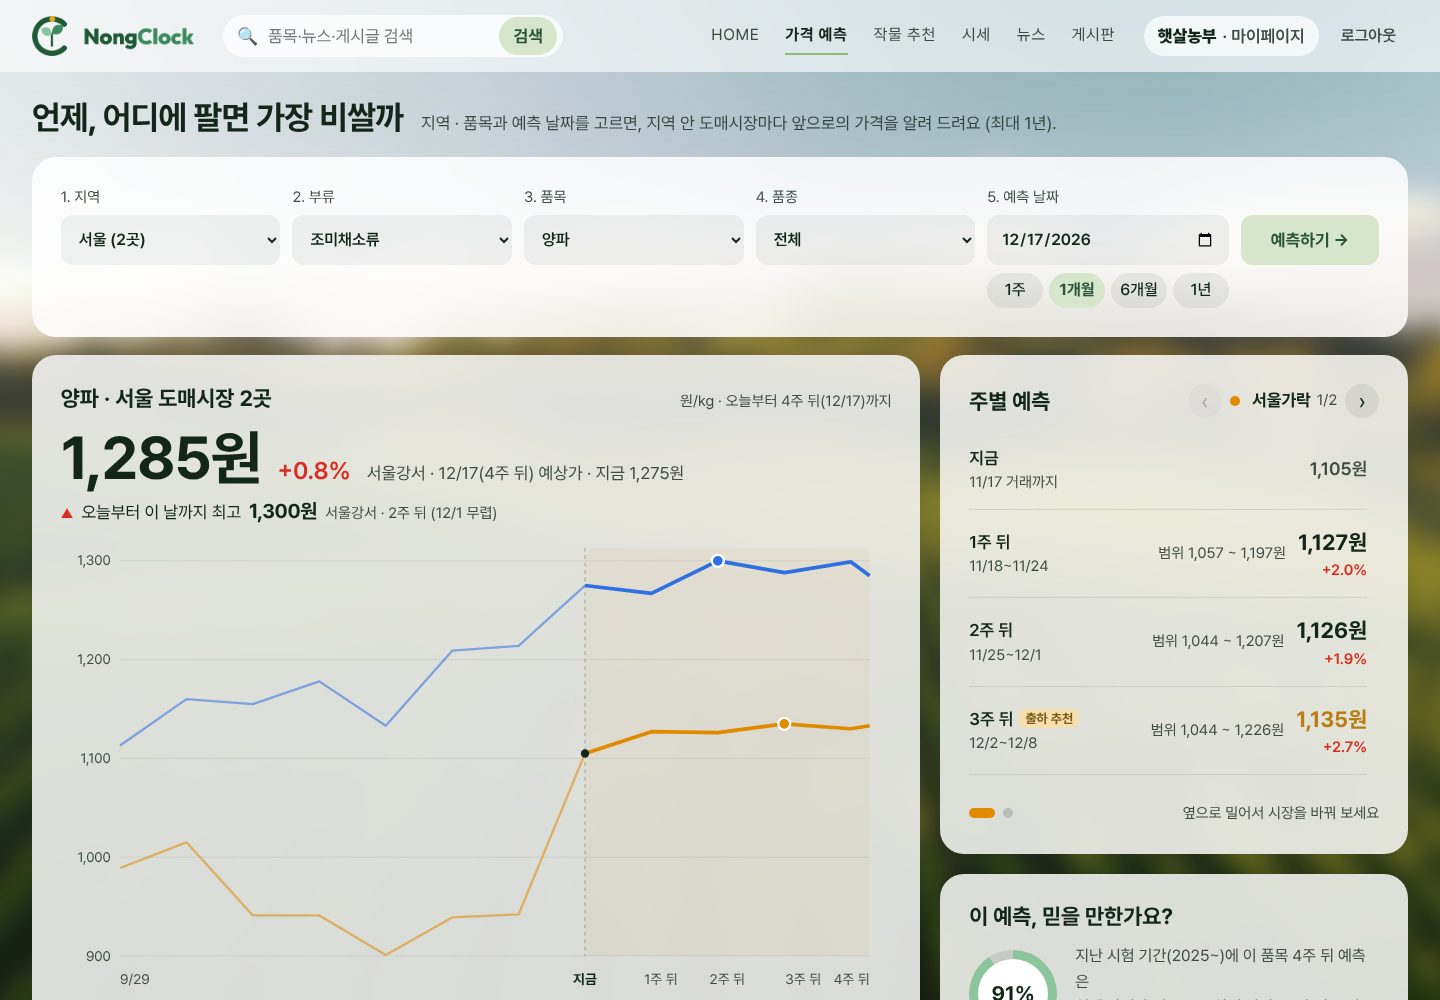 NongClock
품목·뉴스·게시글 검색
검색
HOME
가격 예측
작물 추천
시세
뉴스
게시판
햇살농부 · 마이페이지
로그아웃
언제, 어디에 팔면 가장 비쌀까
지역 · 품목과 예측 날짜를 고르면, 지역 안 도매시장마다 앞으로의 가격을 알려 드려요 (최대 1년).
1. 지역
2. 부류
3. 품목
4. 품종
5. 예측 날짜
서울 (2곳)
조미채소류
양파
전체
12/17/2026
예측하기 →
1주
1개월
6개월
1년
양파 · 서울 도매시장 2곳
원/kg · 오늘부터 4주 뒤(12/17)까지
1,285원 +0.8% 서울강서 · 12/17(4주 뒤) 예상가 · 지금 1,275원
▲ 오늘부터 이 날까지 최고 1,300원 서울강서 · 2주 뒤 (12/1 무렵)
1,300
1,200
1,100
1,000
900
9/29
지금
1주 뒤
2주 뒤
3주 뒤
4주 뒤
주별 예측
‹
서울가락 1/2
›
지금
11/17 거래까지
1,105원
1주 뒤
11/18~11/24
범위 1,057 ~ 1,197원
1,127원
+2.0%
2주 뒤
11/25~12/1
범위 1,044 ~ 1,207원
1,126원
+1.9%
3주 뒤 출하 추천
12/2~12/8
범위 1,044 ~ 1,226원
1,135원
+2.7%
옆으로 밀어서 시장을 바꿔 보세요
이 예측, 믿을 만한가요?
91%
지난 시험 기간(2025~)에 이 품목 4주 뒤 예측
은